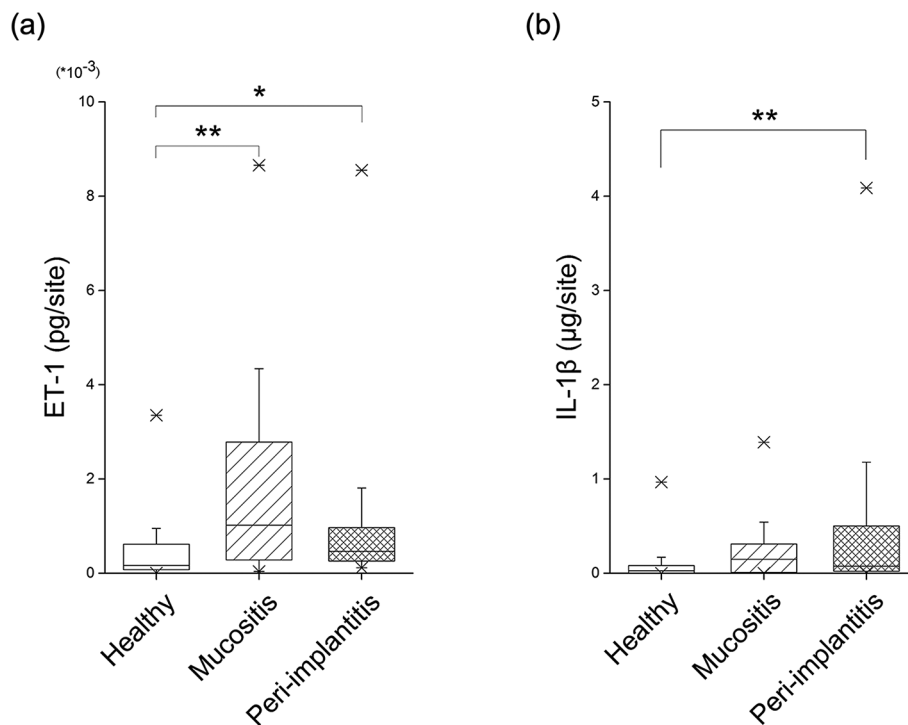 (a)
(*10-3)
ET-1 (pg/site)
10
8
6
4
2
0
*
**
Healthy
Mucositis
Peri-implantitis
(b)
IL-1β (µg/site)
5
4
3
2
1
0
**
Healthy
Mucositis
Peri-implantitis